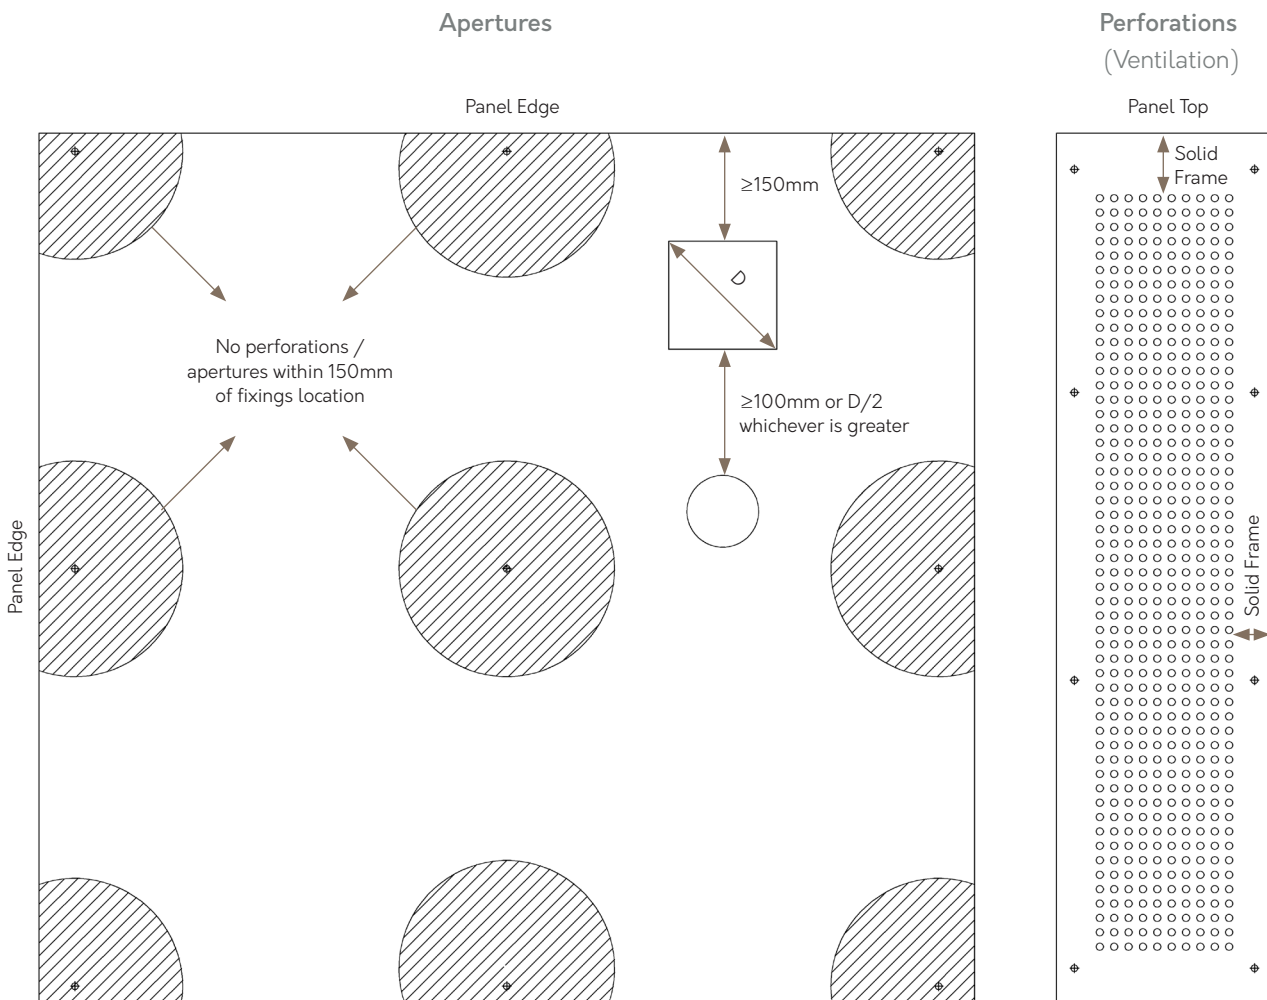 Apertures
Perforations
(Ventilation)
Panel Edge
Panel Top
≥150mm
Solid
Frame
D
No perforations /
apertures within 150mm
of fixings location
≥100mm or D/2
whichever is greater
Panel Edge
Solid Frame